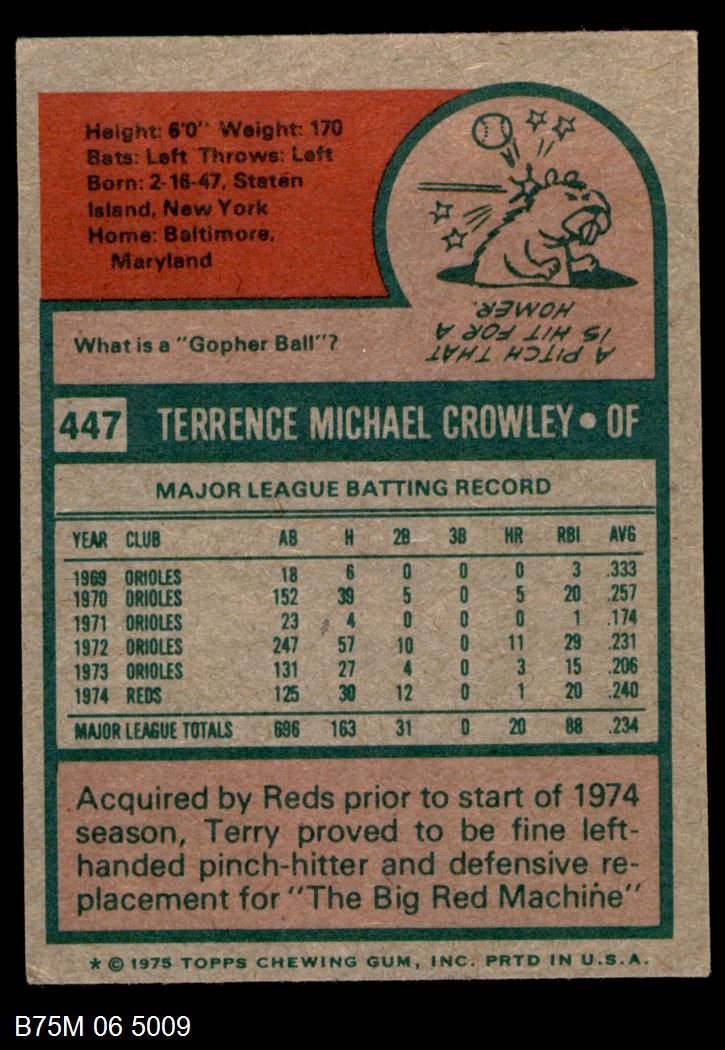 Height: 6'0" Weight: 170
Bats: Left Throws: Left
Born: 2-16-47, Staten
Island, New York
Home: Baltimore,
Maryland
What is a "Gopher Ball"?
A PITCH THAT
IS HIT FOR A
HOMER.
447 TERRENCE MICHAEL CROWLEY • OF
MAJOR LEAGUE BATTING RECORD
YEAR CLUB AB H 2B 3B HR RBI AVG
1969 ORIOLES 18 6 0 0 0 3 .333
1970 ORIOLES 152 39 5 0 5 20 .257
1971 ORIOLES 23 4 0 0 0 1 .174
1972 ORIOLES 247 57 10 0 11 29 .231
1973 ORIOLES 131 27 4 0 3 15 .206
1974 REDS 125 30 12 0 1 20 .240
MAJOR LEAGUE TOTALS 696 163 31 0 20 88 .234
Acquired by Reds prior to start of 1974
season, Terry proved to be fine left-
handed pinch-hitter and defensive re-
placement for "The Big Red Machine"
* © 1975 TOPPS CHEWING GUM, INC. PRTD IN U.S.A.
B75M 06 5009